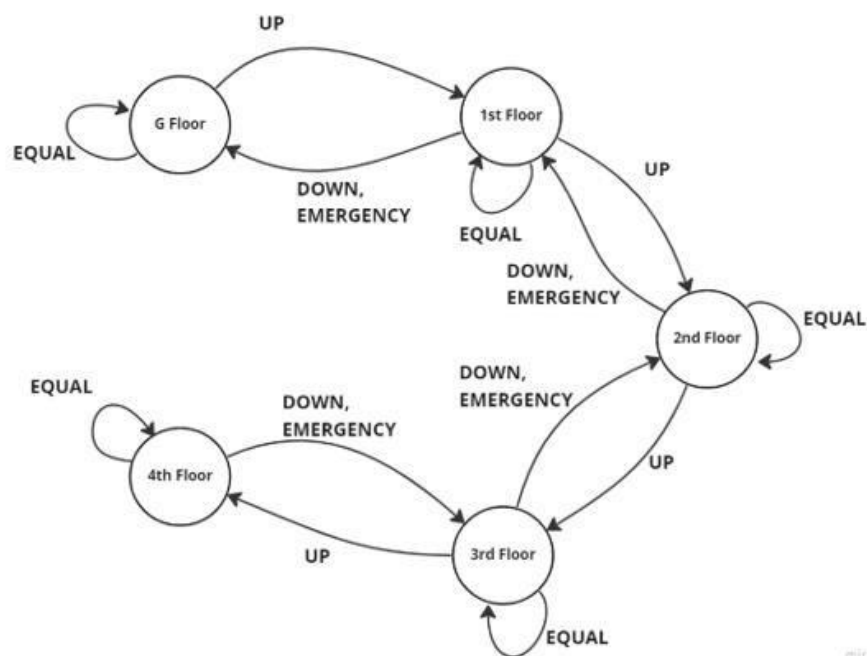 UP
G Floor
1st Floor
EQUAL
DOWN,
EMERGENCY
UP
EQUAL
DOWN,
EMERGENCY
2nd Floor
EQUAL
DOWN,
EMERGENCY
EQUAL
DOWN,
EMERGENCY
4th Floor
UP
UP
3rd Floor
EQUAL